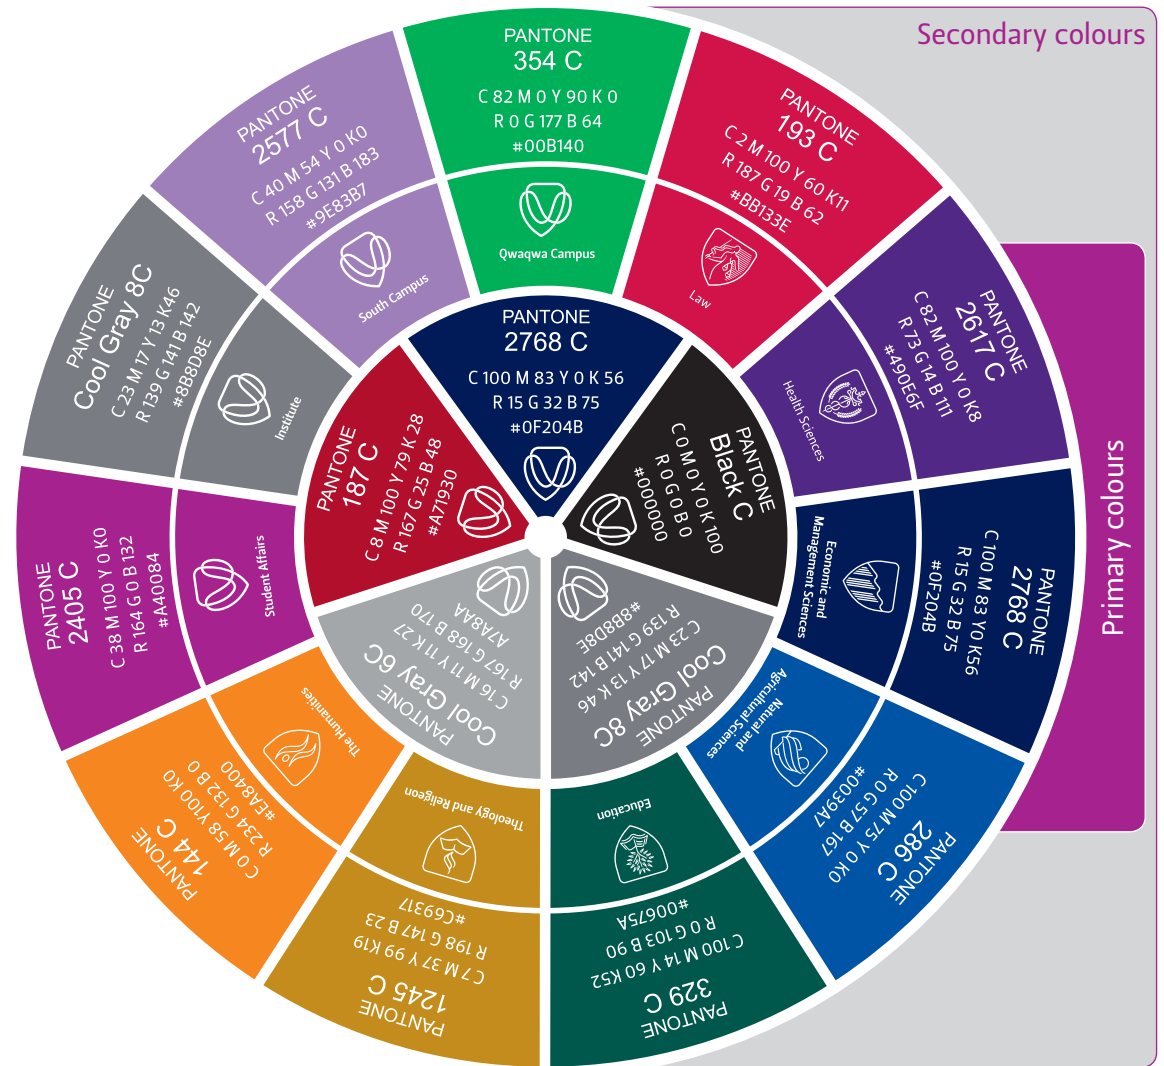 Secondary colours
Primary colours
PANTONE
354 C
C 82 M 0 Y 90 K 0
R 0 G 177 B 64
#00B140
Qwaqwa Campus
PANTONE
193 C
C 2 M 100 Y 60 K11
R 187 G 19 B 62
#BB133E
Law
PANTONE
2617 C
C 82 M 100 Y 0 K8
R 73 G 14 B 111
#490E6F
Health Sciences
PANTONE
2768 C
C 100 M 83 Y 0 K56
R 15 G 32 B 75
#0F204B
Economic and
Management Sciences
PANTONE
286 C
C 100 M 75 Y 0 K0
R 0 G 57 B 167
#0039A7
Natural and
Agricultural Sciences
PANTONE
329 C
C 100 M 14 Y 60 K52
R 0 G 103 B 90
#00675A
Education
PANTONE
1245 C
C7 M 37 Y 99 K19
R 198 G 147 B 23
#C69317
Theology and Religeon
PANTONE
144 C
C 0 M 58 Y100 K0
R 234 G 132 B 0
#EA8400
The Humanities
PANTONE
2405 C
C 38 M 100 Y 0 K0
R 164 G 0 B 132
#A40084
Student Affairs
PANTONE
Cool Gray 8C
C 23 M 17 Y 13 K46
R 139 G 141 B 142
#8B8D8E
Institute
PANTONE
2577 C
C 40 M 54 Y 0 K0
R 158 G 131 B 183
#9E83B7
South Campus
PANTONE
2768 C
C 100 M 83 Y 0 K 56
R 15 G 32 B 75
#0F204B
PANTONE
Black C
C 0 M 0 Y 0 K 100
R 0 G 0 B 0
#000000
PANTONE
Cool Gray 8C
C 23 M 17 Y 13 K 46
R 139 G 141 B 142
#8B8D8E
PANTONE
Cool Gray 6C
C 16 M 11 Y 11 K 27
R 167 G 168 B 170
A7A8AA
PANTONE
187 C
C 8 M 100 Y 79 K 28
R 167 G 25 B 48
#A71930